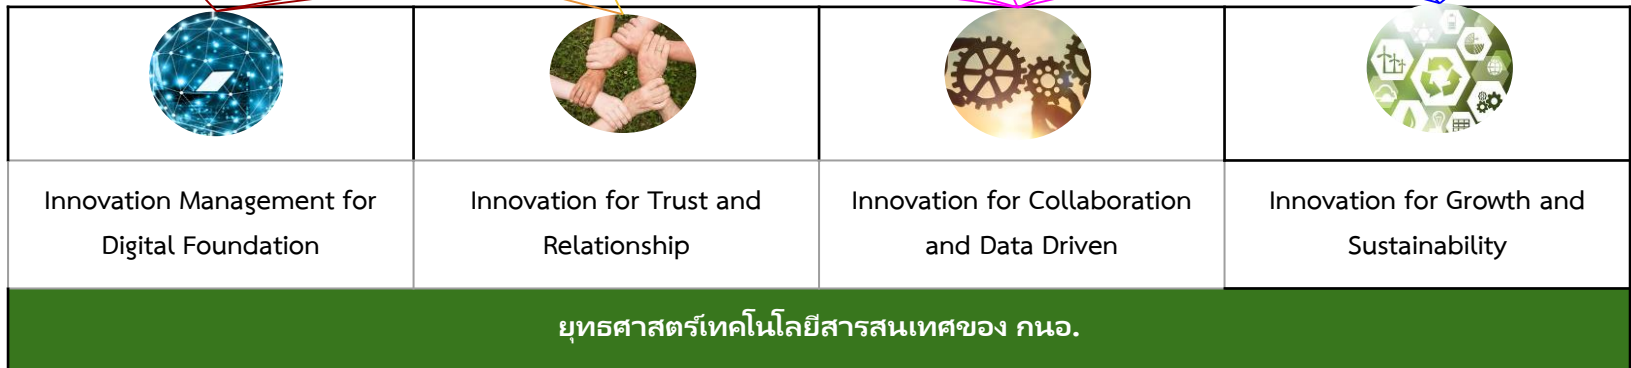 Innovation Management for
Digital Foundation
Innovation for Trust and
Relationship
Innovation for Collaboration
and Data Driven
Innovation for Growth and
Sustainability
ยุทธศาสตร์เทคโนโลยีสารสนเทศของ กนอ.